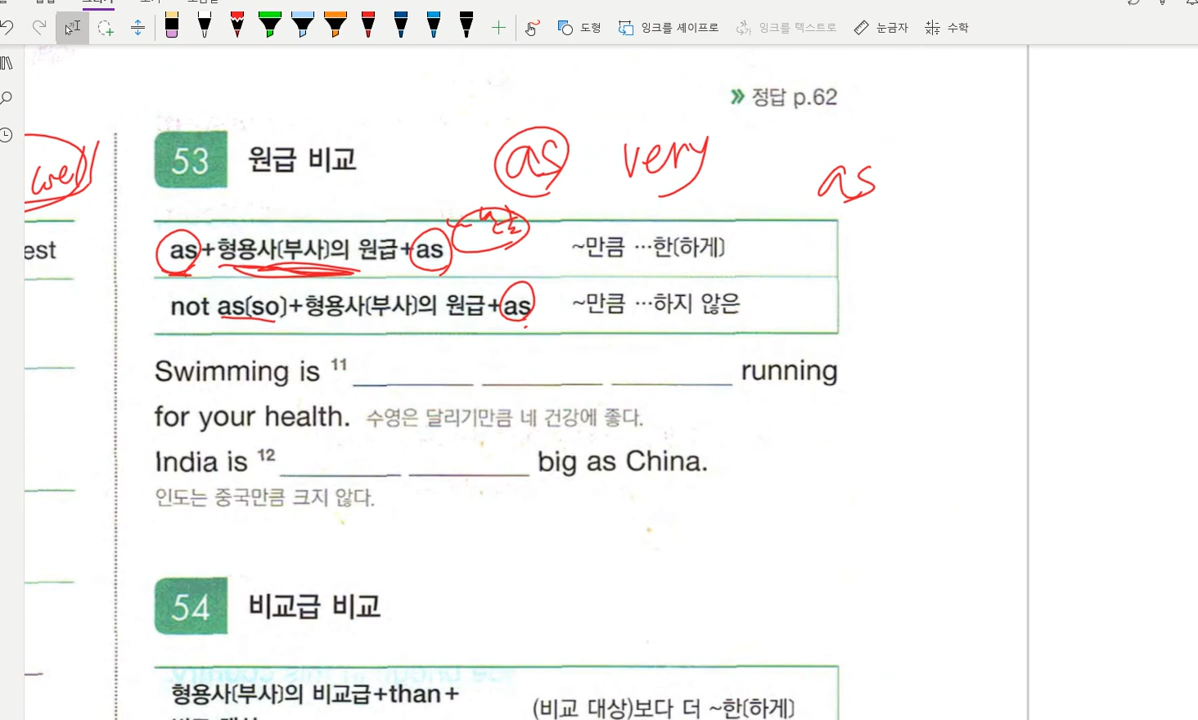 도형
잉크를 셰이프로
잉크를 텍스트로
눈금자
수학
» 정답 p.62
53 원급 비교
as very as
well
est
as+형용사(부사)의 원급+as ~만큼 …한(하게)
not as(so)+형용사(부사)의 원급+as ~만큼 …하지 않은
Swimming is 11 ____ ____ ____ running
for your health. 수영은 달리기만큼 네 건강에 좋다.
India is 12 ____ ____ big as China.
인도는 중국만큼 크지 않다.
54 비교급 비교
형용사(부사)의 비교급+than+
(비교 대상)보다 더 ~한(하게)